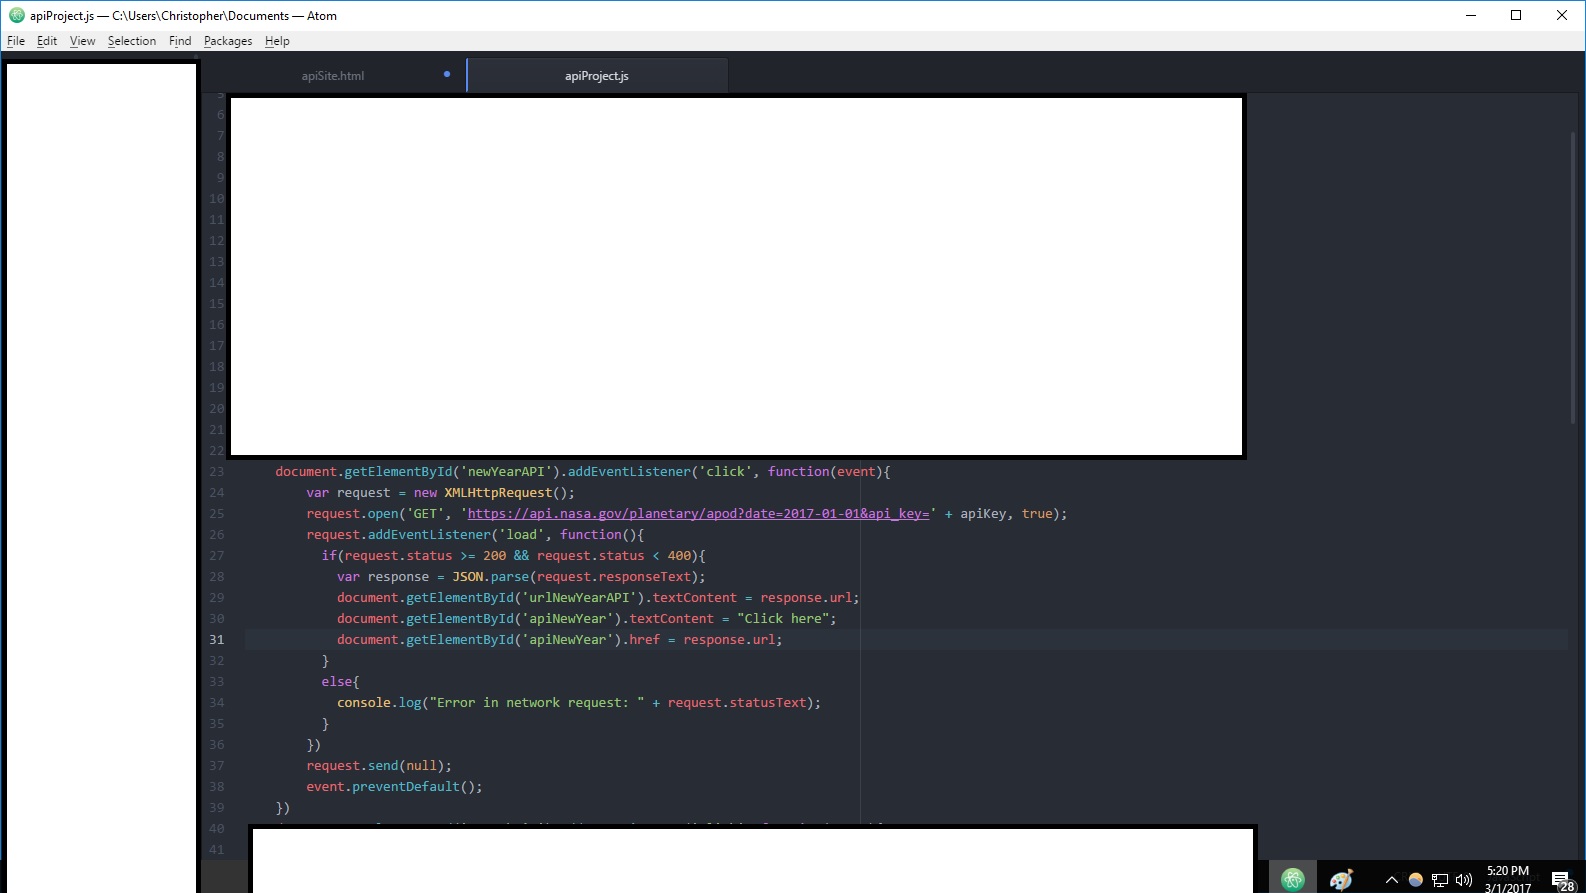 apiProject.js — C:\Users\Christopher\Documents — Atom
File Edit View Selection Find Packages Help
apiSite.html apiProject.js
5
6
7
8
9
10
11
12
13
14
15
16
17
18
19
20
21
22
23 document.getElementById('newYearAPI').addEventListener('click', function(event){
24 var request = new XMLHttpRequest();
25 request.open('GET', 'https://api.nasa.gov/planetary/apod?date=2017-01-01&api_key=' + apiKey, true);
26 request.addEventListener('load', function(){
27 if(request.status >= 200 && request.status < 400){
28 var response = JSON.parse(request.responseText);
29 document.getElementById('urlNewYearAPI').textContent = response.url;
30 document.getElementById('apiNewYear').textContent = "Click here";
31 document.getElementById('apiNewYear').href = response.url;
32 }
33 else{
34 console.log("Error in network request: " + request.statusText);
35 }
36 })
37 request.send(null);
38 event.preventDefault();
39 })
40
41
5:20 PM
3/1/2017
28